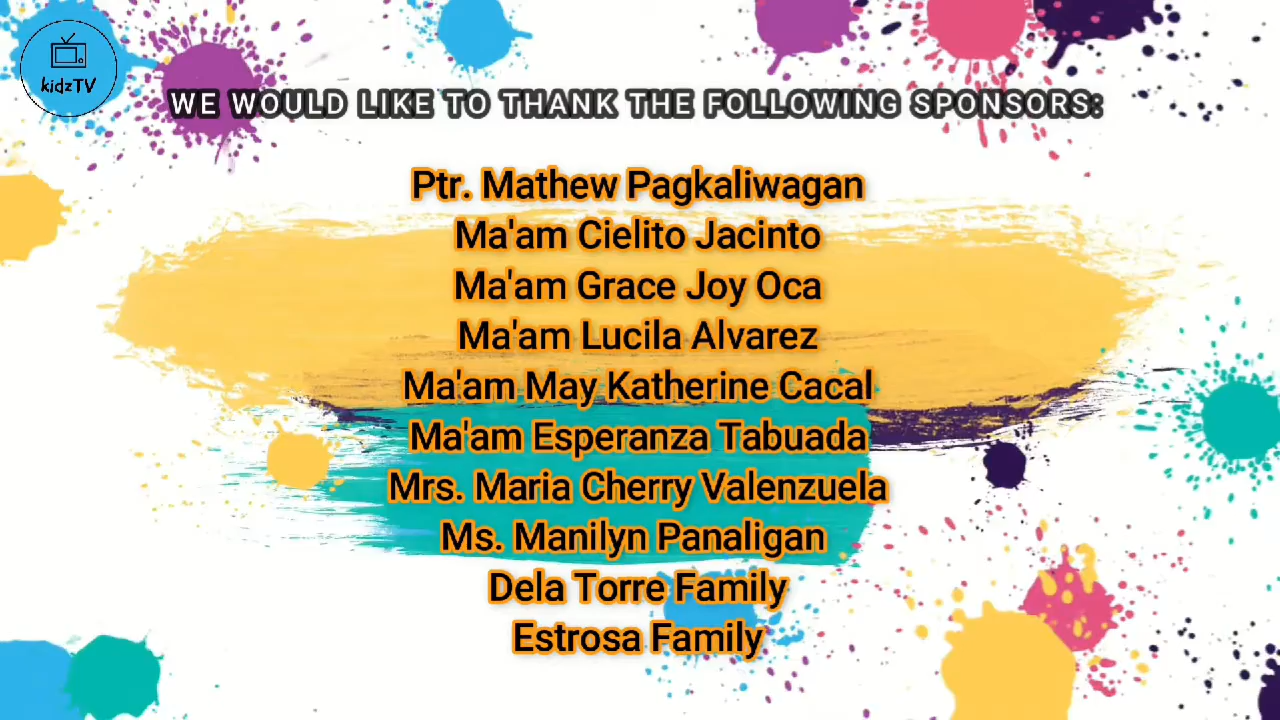 kidzTV
WE WOULD LIKE TO THANK THE FOLLOWING SPONSORS:
Ptr. Mathew Pagkaliwagan
Ma'am Cielito Jacinto
Ma'am Grace Joy Oca
Ma'am Lucila Alvarez
Ma'am May Katherine Cacal
Ma'am Esperanza Tabuada
Mrs. Maria Cherry Valenzuela
Ms. Manilyn Panaligan
Dela Torre Family
Estrosa Family